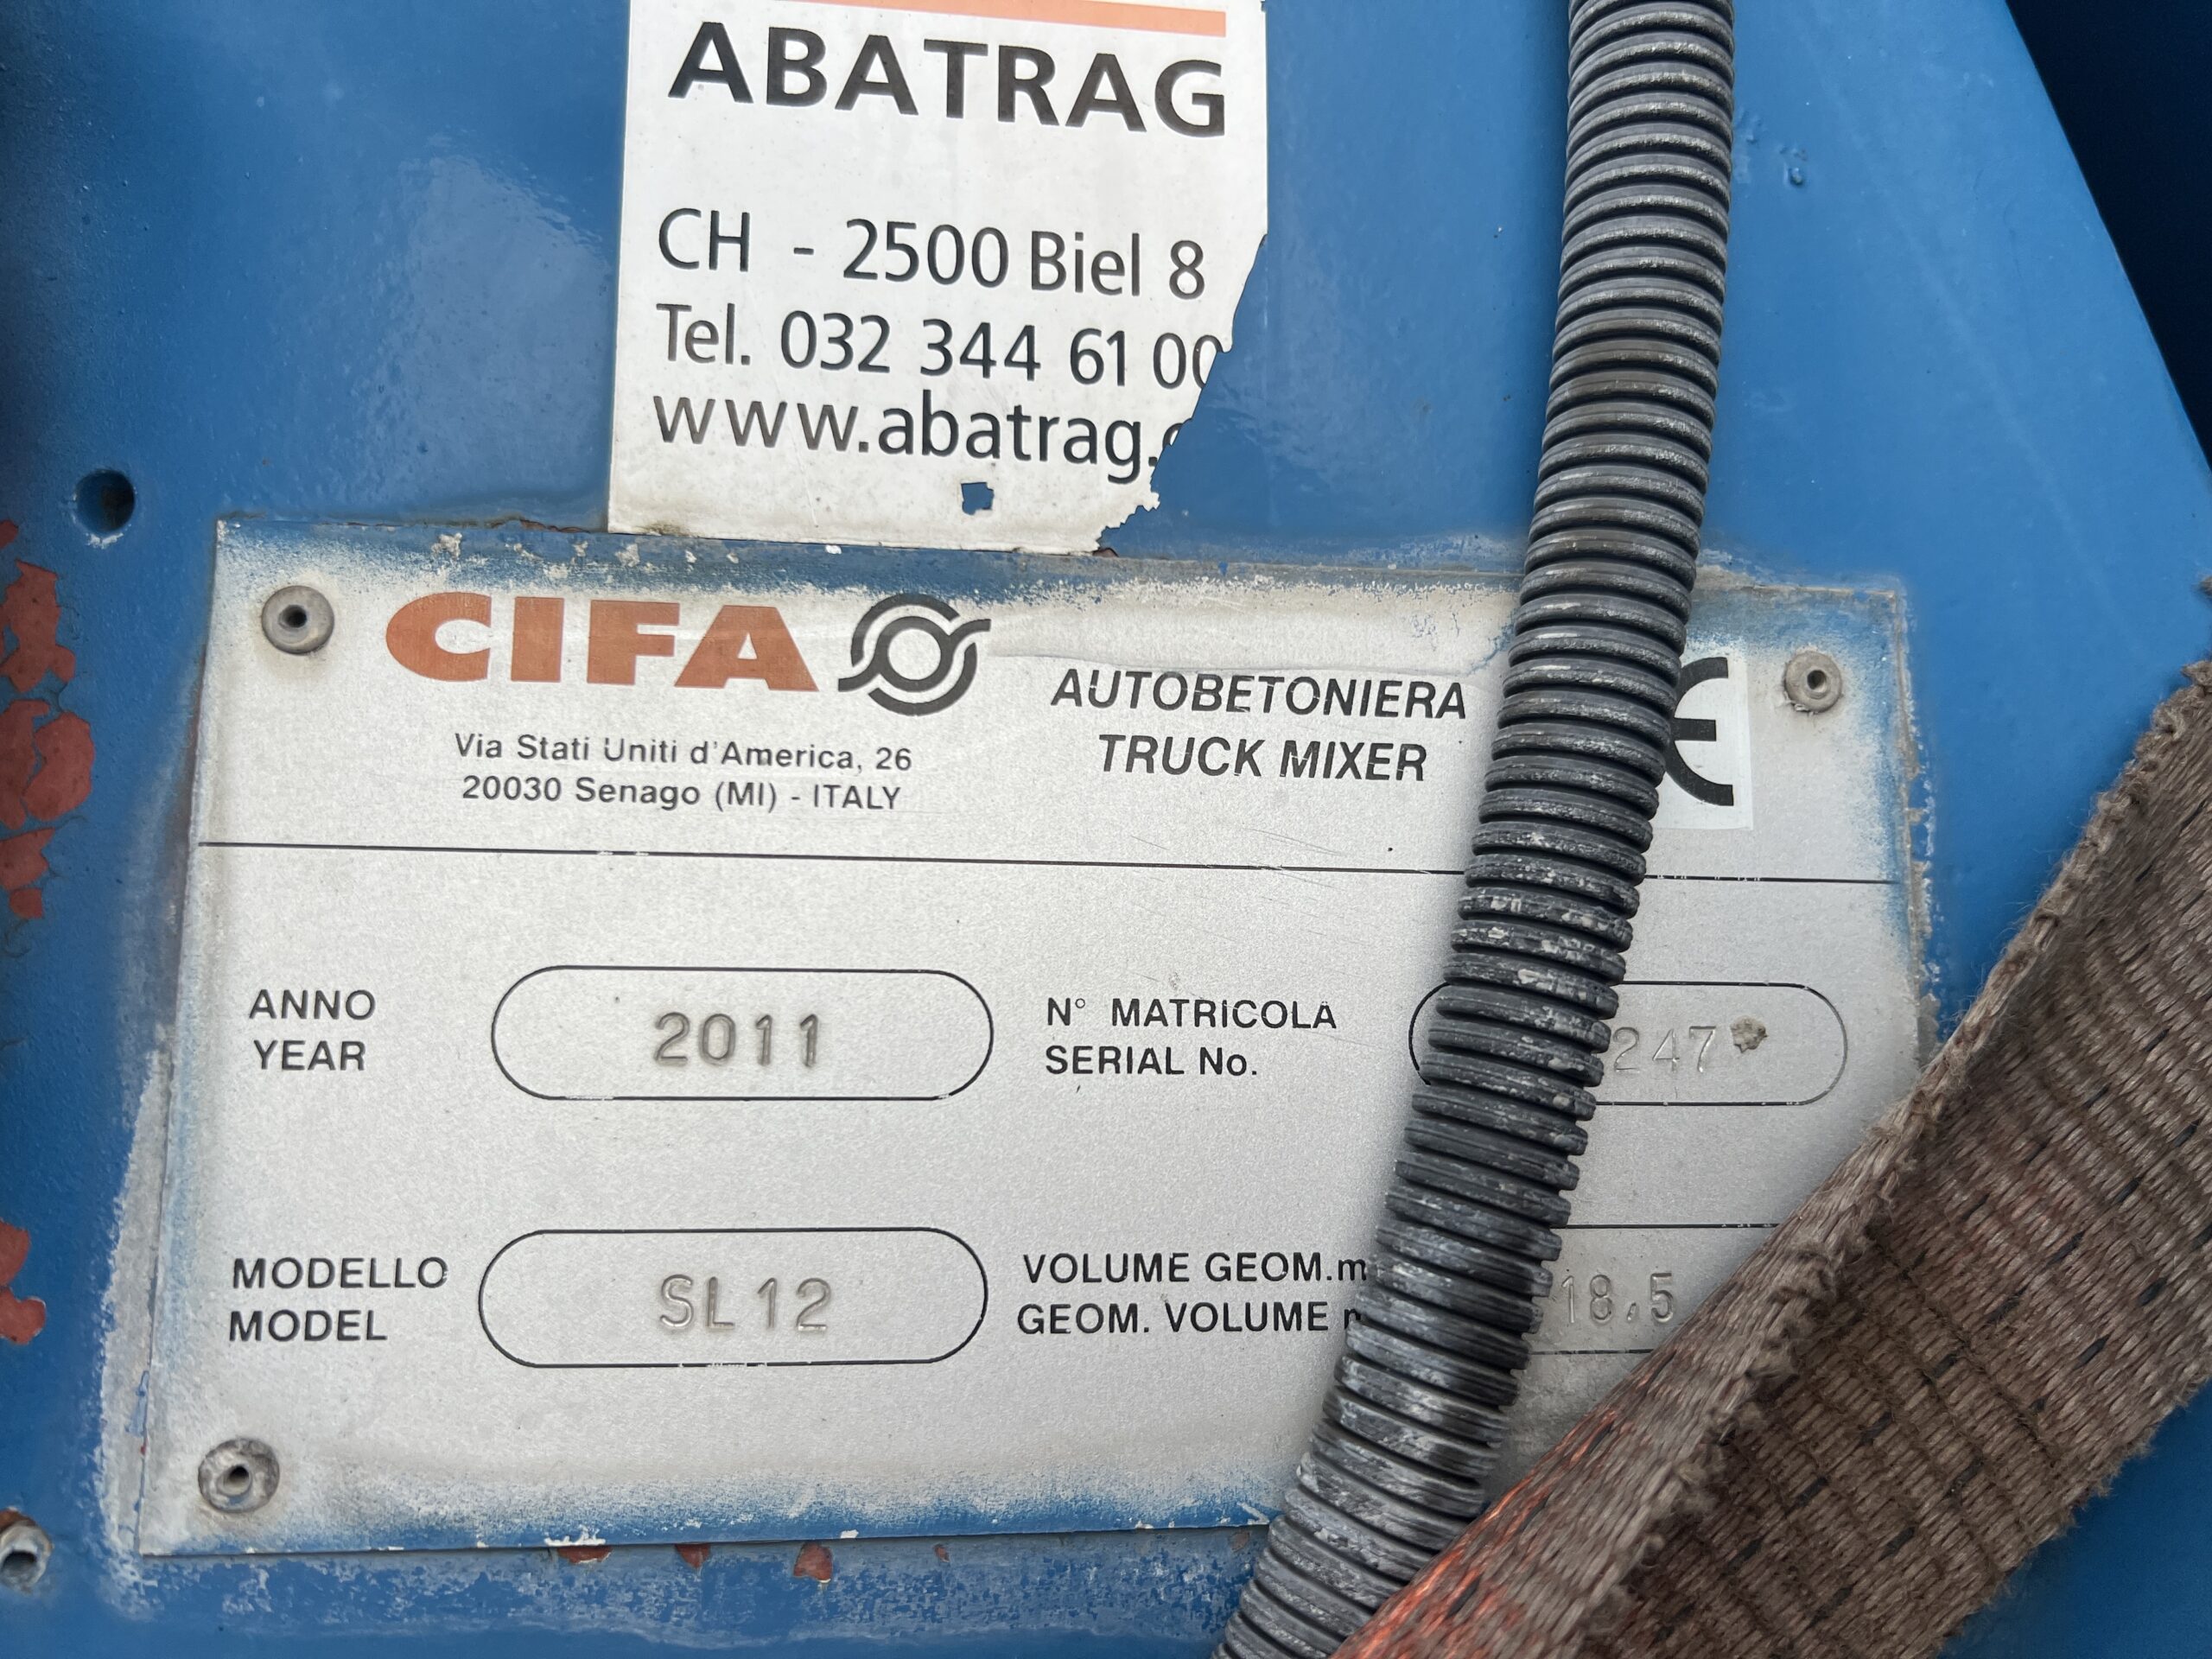 ABATRAG
CH - 2500 Biel 8
Tel. 032 344 61 00
www.abatrag.
CIFA
Via Stati Uniti d'America, 26
20030 Senago (MI) - ITALY
AUTOBETONIERA
TRUCK MIXER
ANNO
YEAR
2011
N° MATRICOLA
SERIAL No.
247
MODELLO
MODEL
SL12
VOLUME GEOM.m
GEOM. VOLUME
18,5